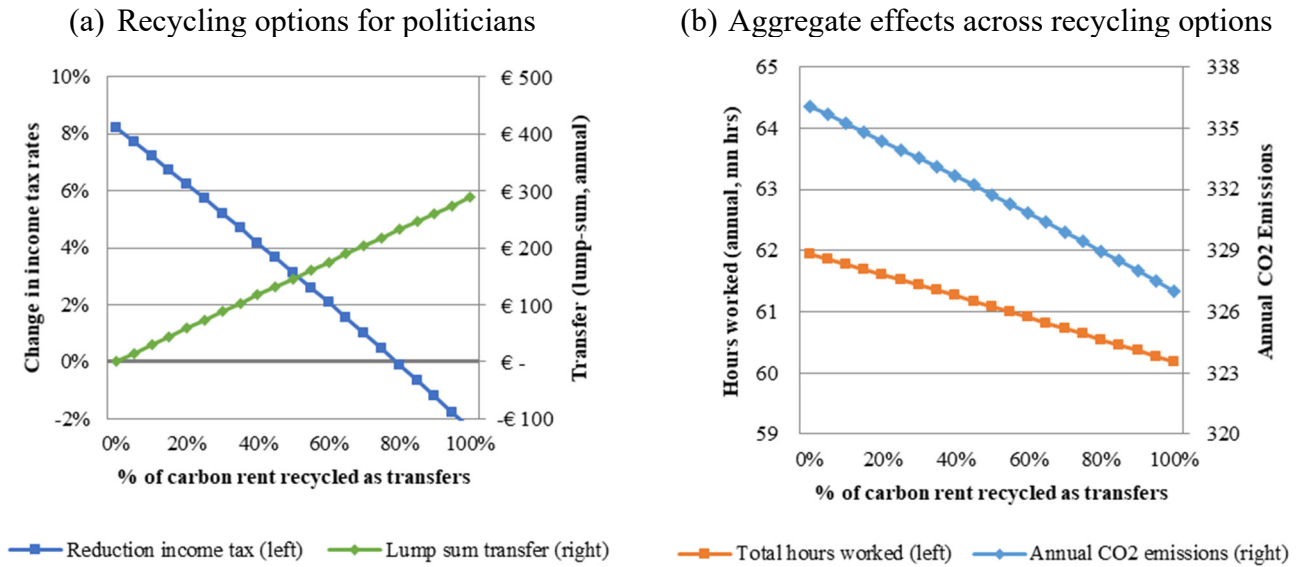 (a) Recycling options for politicians
10%
8%
6%
4%
2%
0%
-2%
Change in income tax rates
€ 500
€ 400
€ 300
€ 200
€ 100
€ -
-€ 100
Transfer (lump-sum, annual)
0% 20% 40% 60% 80% 100%
% of carbon rent recycled as transfers
Reduction income tax (left) Lump sum transfer (right)
(b) Aggregate effects across recycling options
65
64
63
62
61
60
59
Hours worked (annual, mn hrs)
338
335
332
329
326
323
320
Annual CO2 Emissions
0% 20% 40% 60% 80% 100%
% of carbon rent recycled as transfers
Total hours worked (left) Annual CO2 emissions (right)